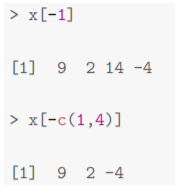 > x[-1]
[1]  9  2 14 -4
> x[-c(1,4)]
[1]  9  2 -4